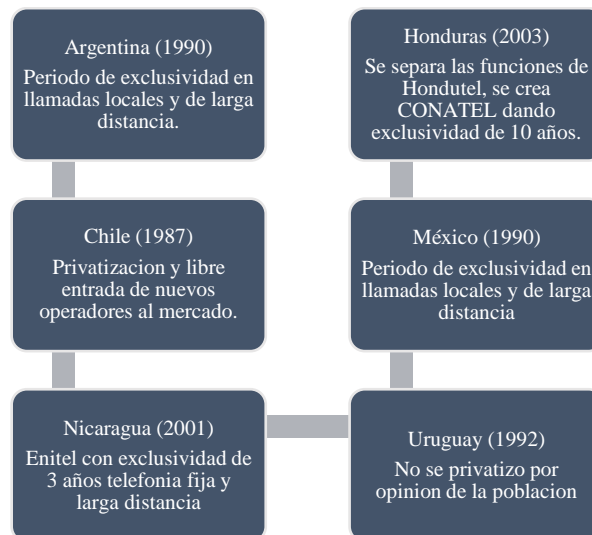 Argentina (1990)
Periodo de exclusividad en
llamadas locales y de larga
distancia.
Chile (1987)
Privatizacion y libre
entrada de nuevos
operadores al mercado.
Nicaragua (2001)
Enitel con exclusividad de
3 años telefonia fija y
larga distancia
Uruguay (1992)
No se privatizo por
opinion de la poblacion
México (1990)
Periodo de exclusividad en
llamadas locales y de larga
distancia
Honduras (2003)
Se separa las funciones de
Hondutel, se crea
CONATEL dando
exclusividad de 10 años.